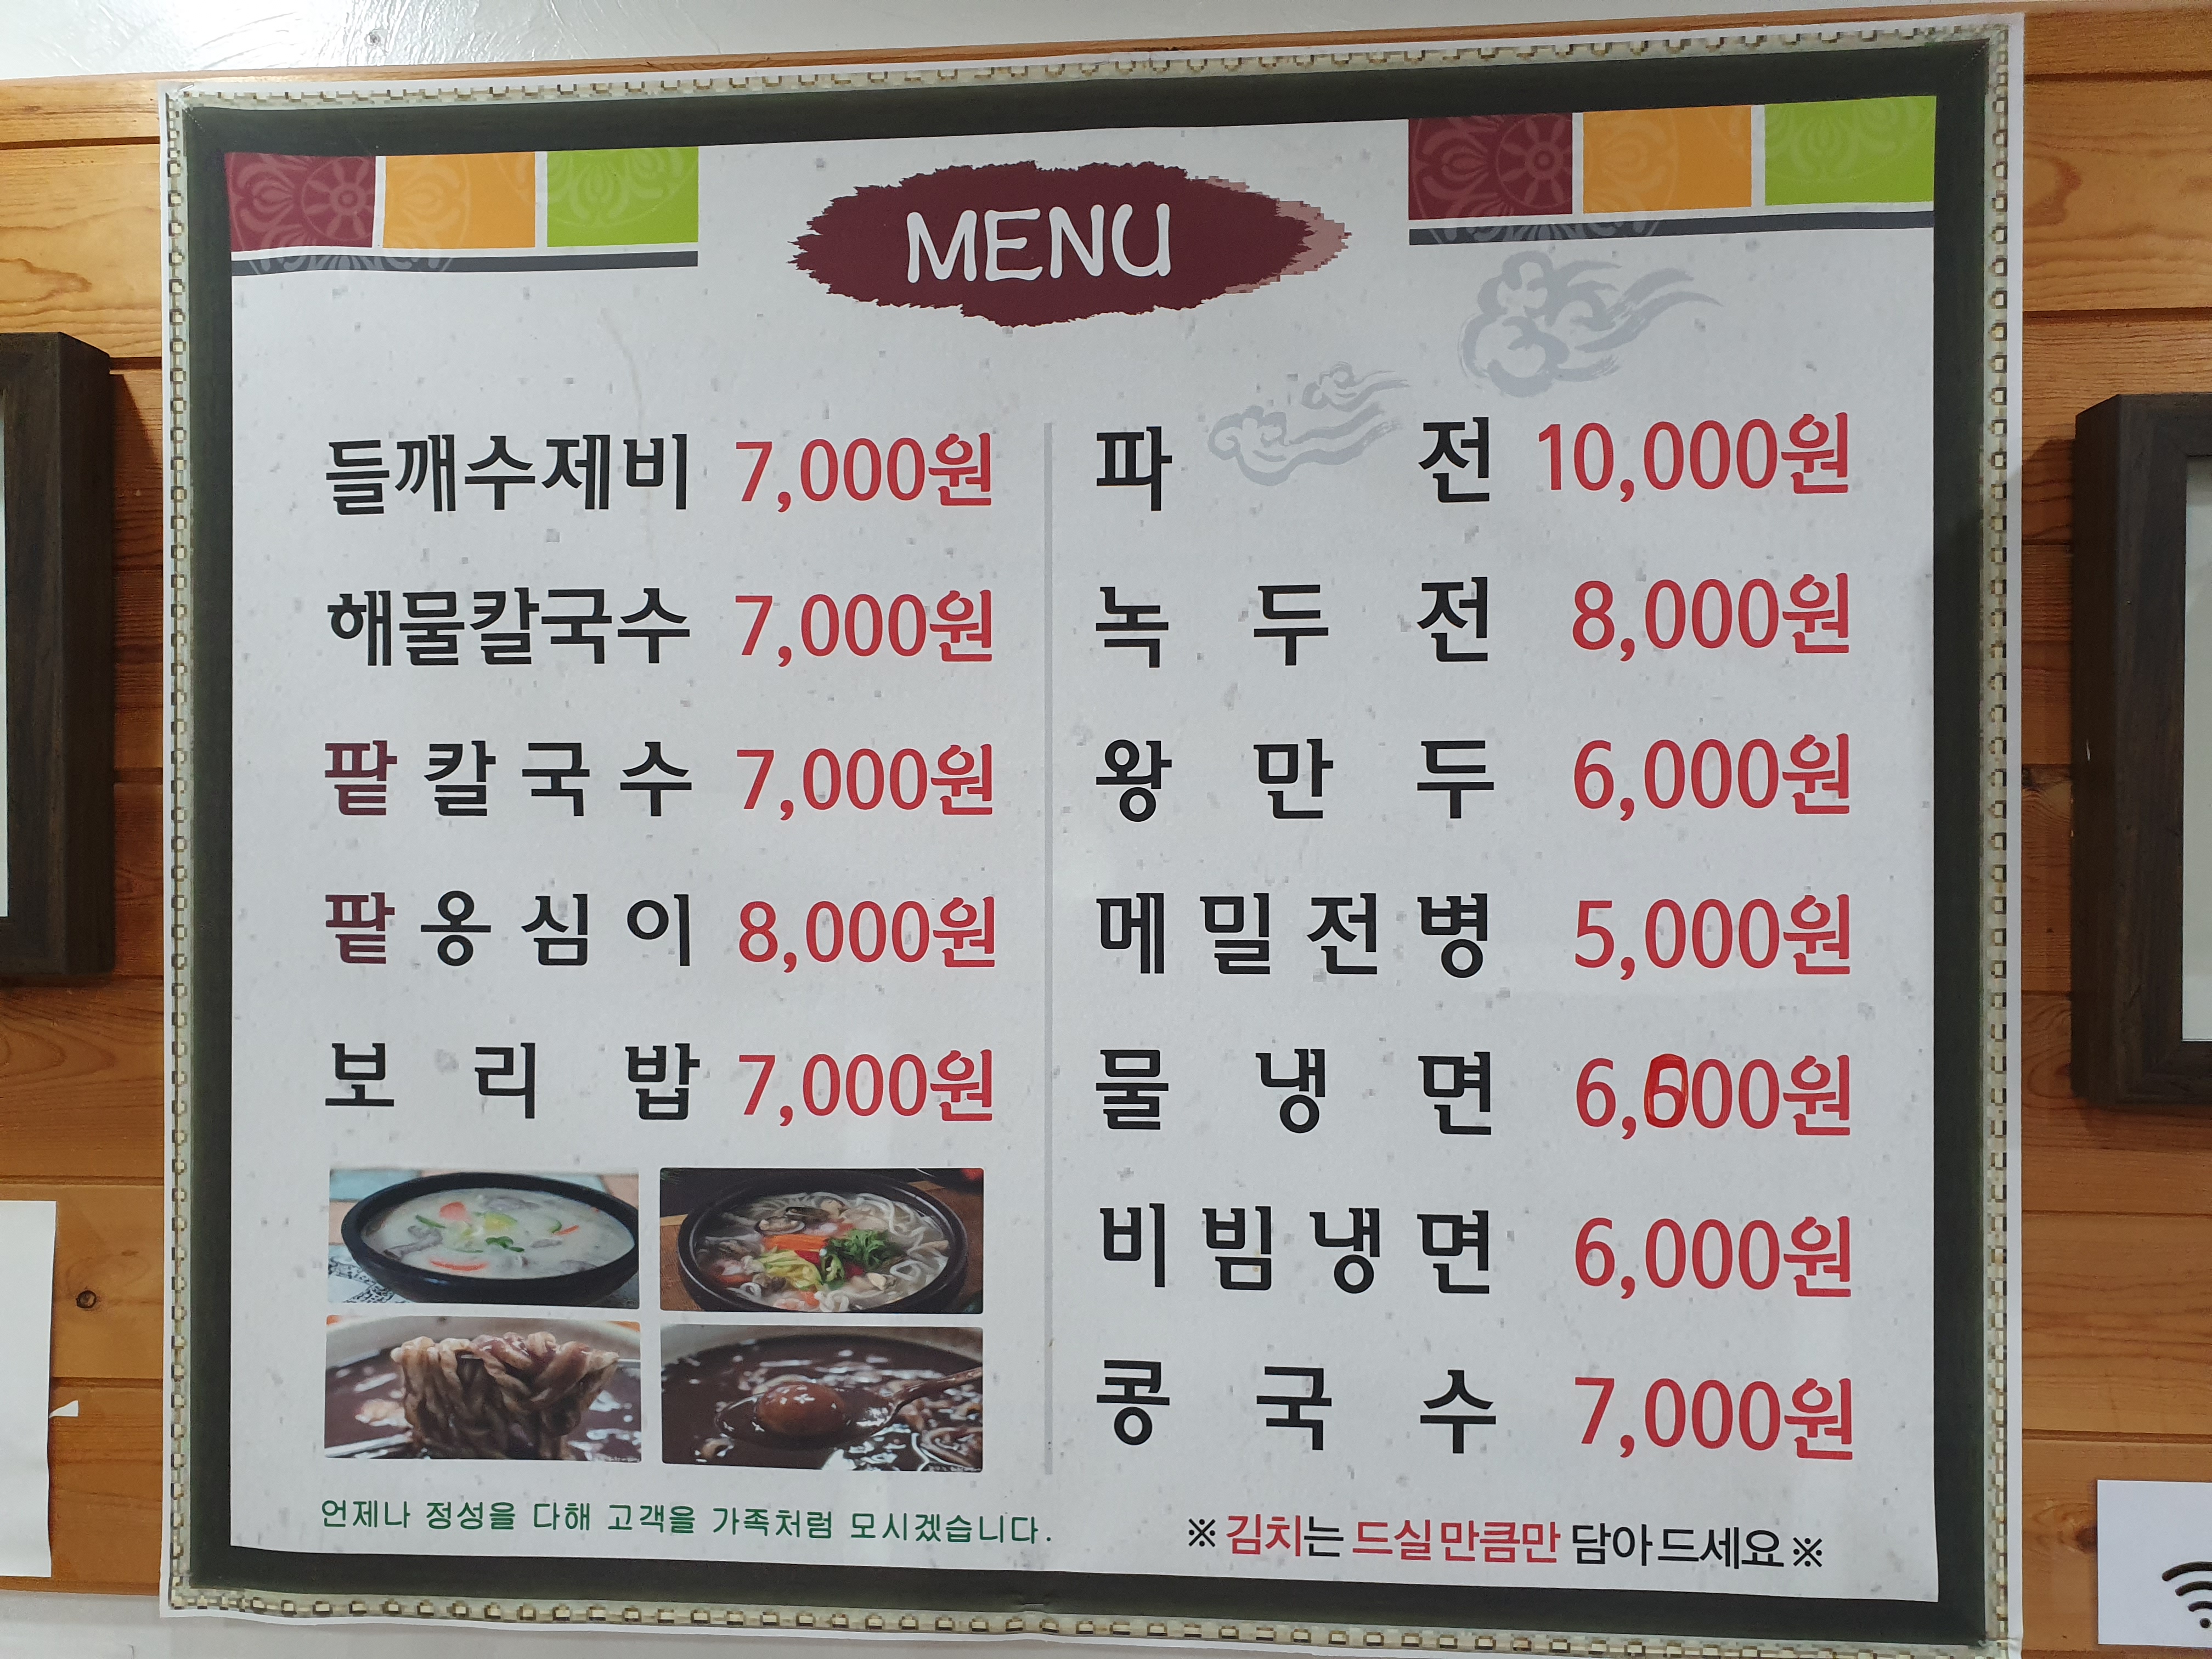 MENU
들깨수제비 7,000원
해물칼국수 7,000원
팥칼국수 7,000원
팥옹심이 8,000원
보리밥 7,000원
언제나 정성을 다해 고객을 가족처럼 모시겠습니다.
파전 10,000원
녹두전 8,000원
왕만두 6,000원
메밀전병 5,000원
물냉면
비빔냉면 6,000원
콩국수 7,000원
※ 김치는 드실만큼만 담아드세요 ※